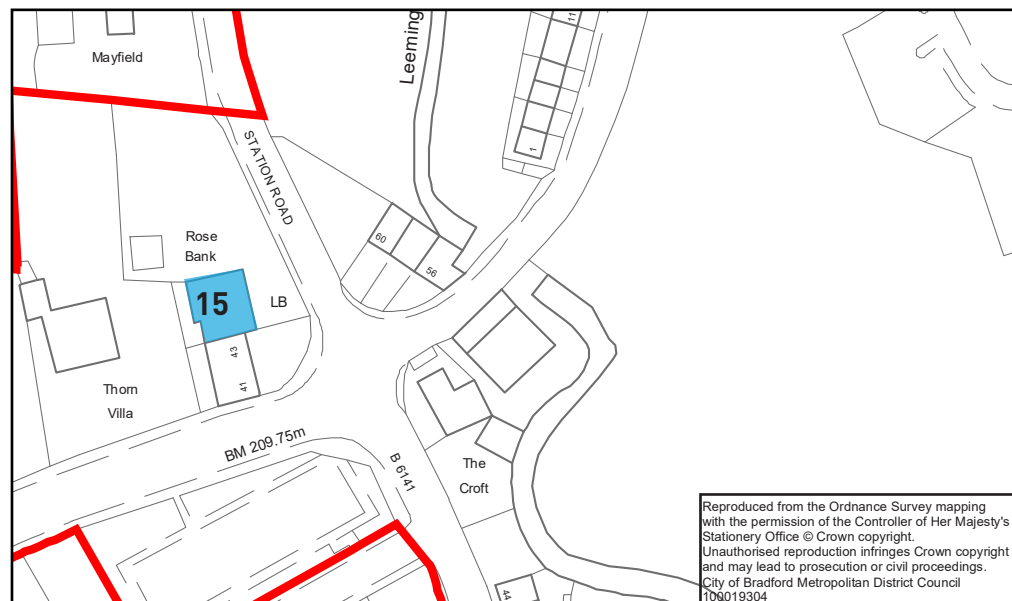 Mayfield
Leeming
11
1
STATION ROAD
60
56
Rose
Bank
15
LB
43
41
Thorn
Villa
BM 209.75m
B 6141
The
Croft
44
Reproduced from the Ordnance Survey mapping
with the permission of the Controller of Her Majesty's
Stationery Office © Crown copyright.
Unauthorised reproduction infringes Crown copyright
and may lead to prosecution or civil proceedings.
City of Bradford Metropolitan District Council
100019304